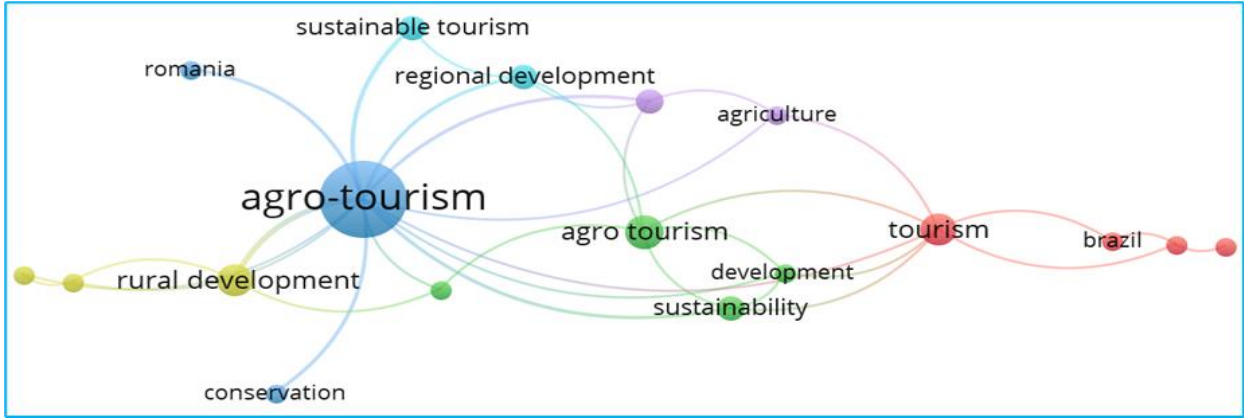 sustainable tourism
romania
regional development
agriculture
agro-tourism
agro tourism
tourism
brazil
rural development
development
sustainability
conservation